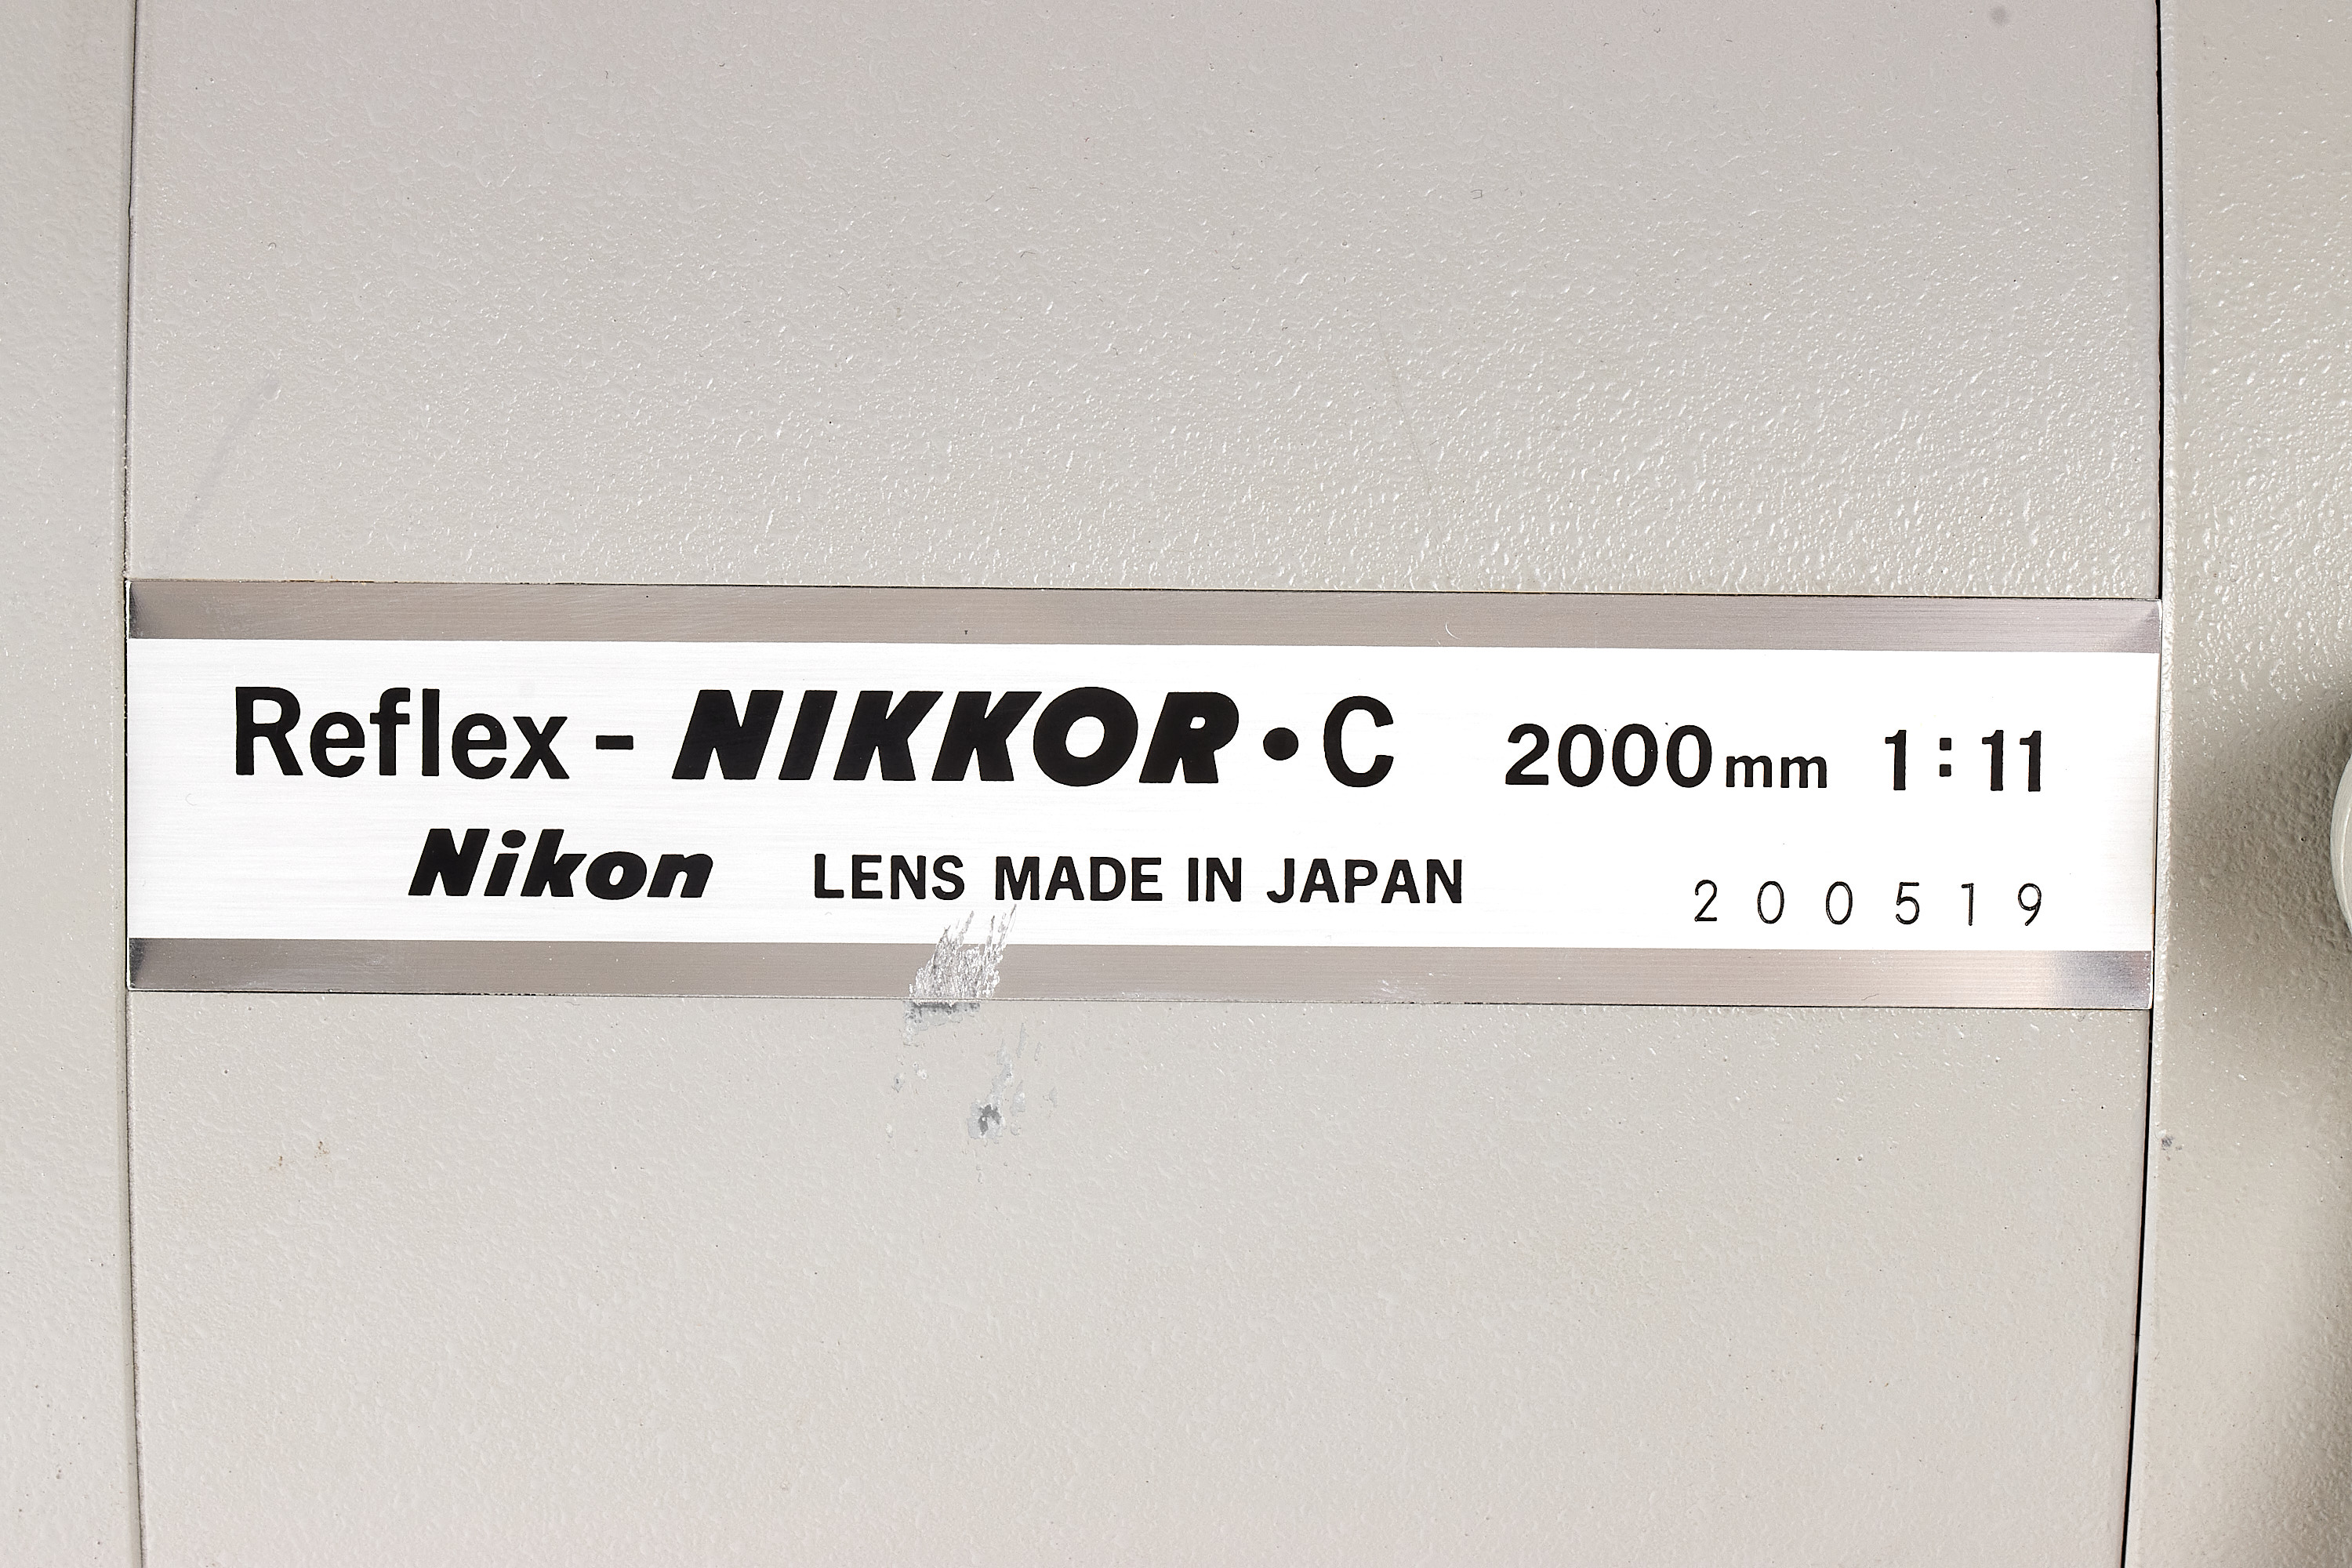 Reflex-NIKKOR•C 2000mm 1:11
Nikon LENS MADE IN JAPAN 200519